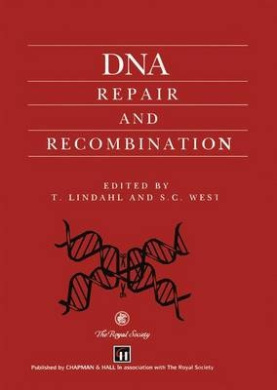 DNA
REPAIR
AND
RECOMBINATION
EDITED BY
T. LINDAHL AND S.C. WEST
The Royal Society
Published by CHAPMAN & HALL in association with The Royal Society